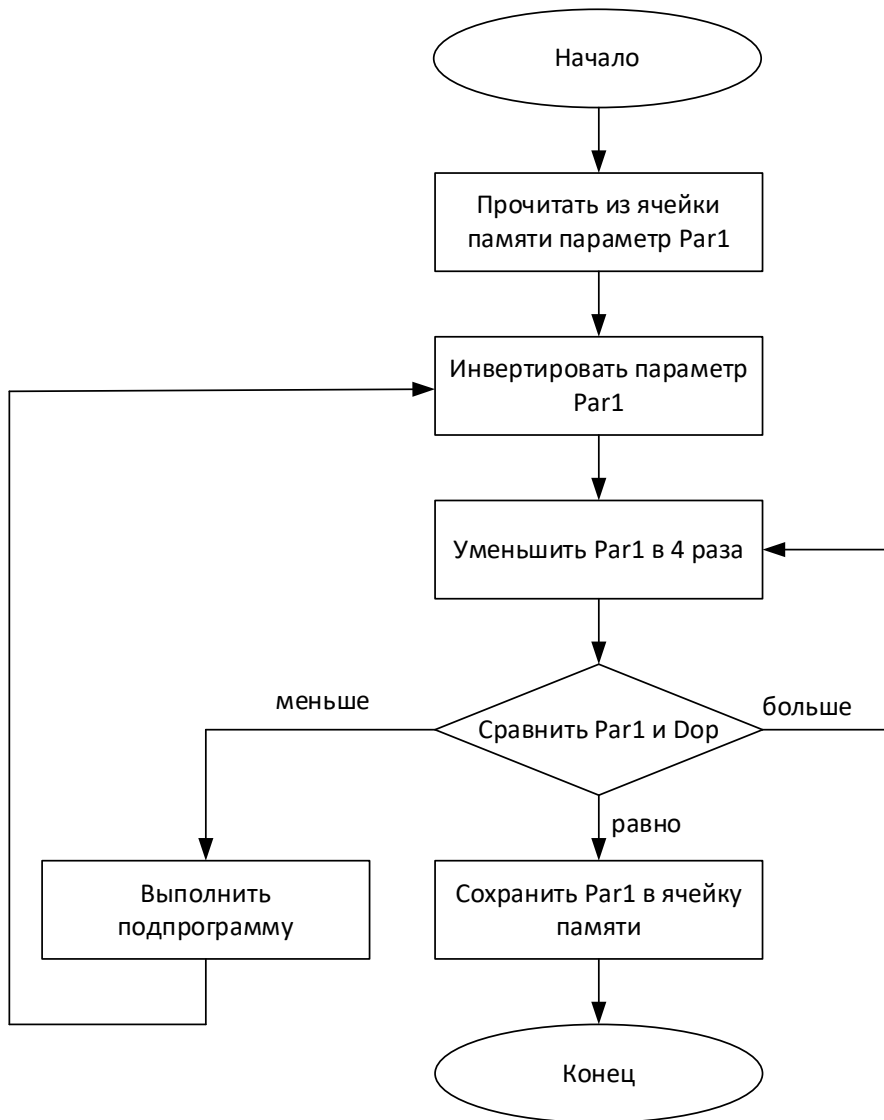 Начало
Прочитать из ячейки
памяти параметр Par1
Инвертировать параметр
Par1
Уменьшить Par1 в 4 раза
меньше
Сравнить Par1 и Dop
больше
равно
Выполнить
подпрограмму
Сохранить Par1 в ячейку
памяти
Конец